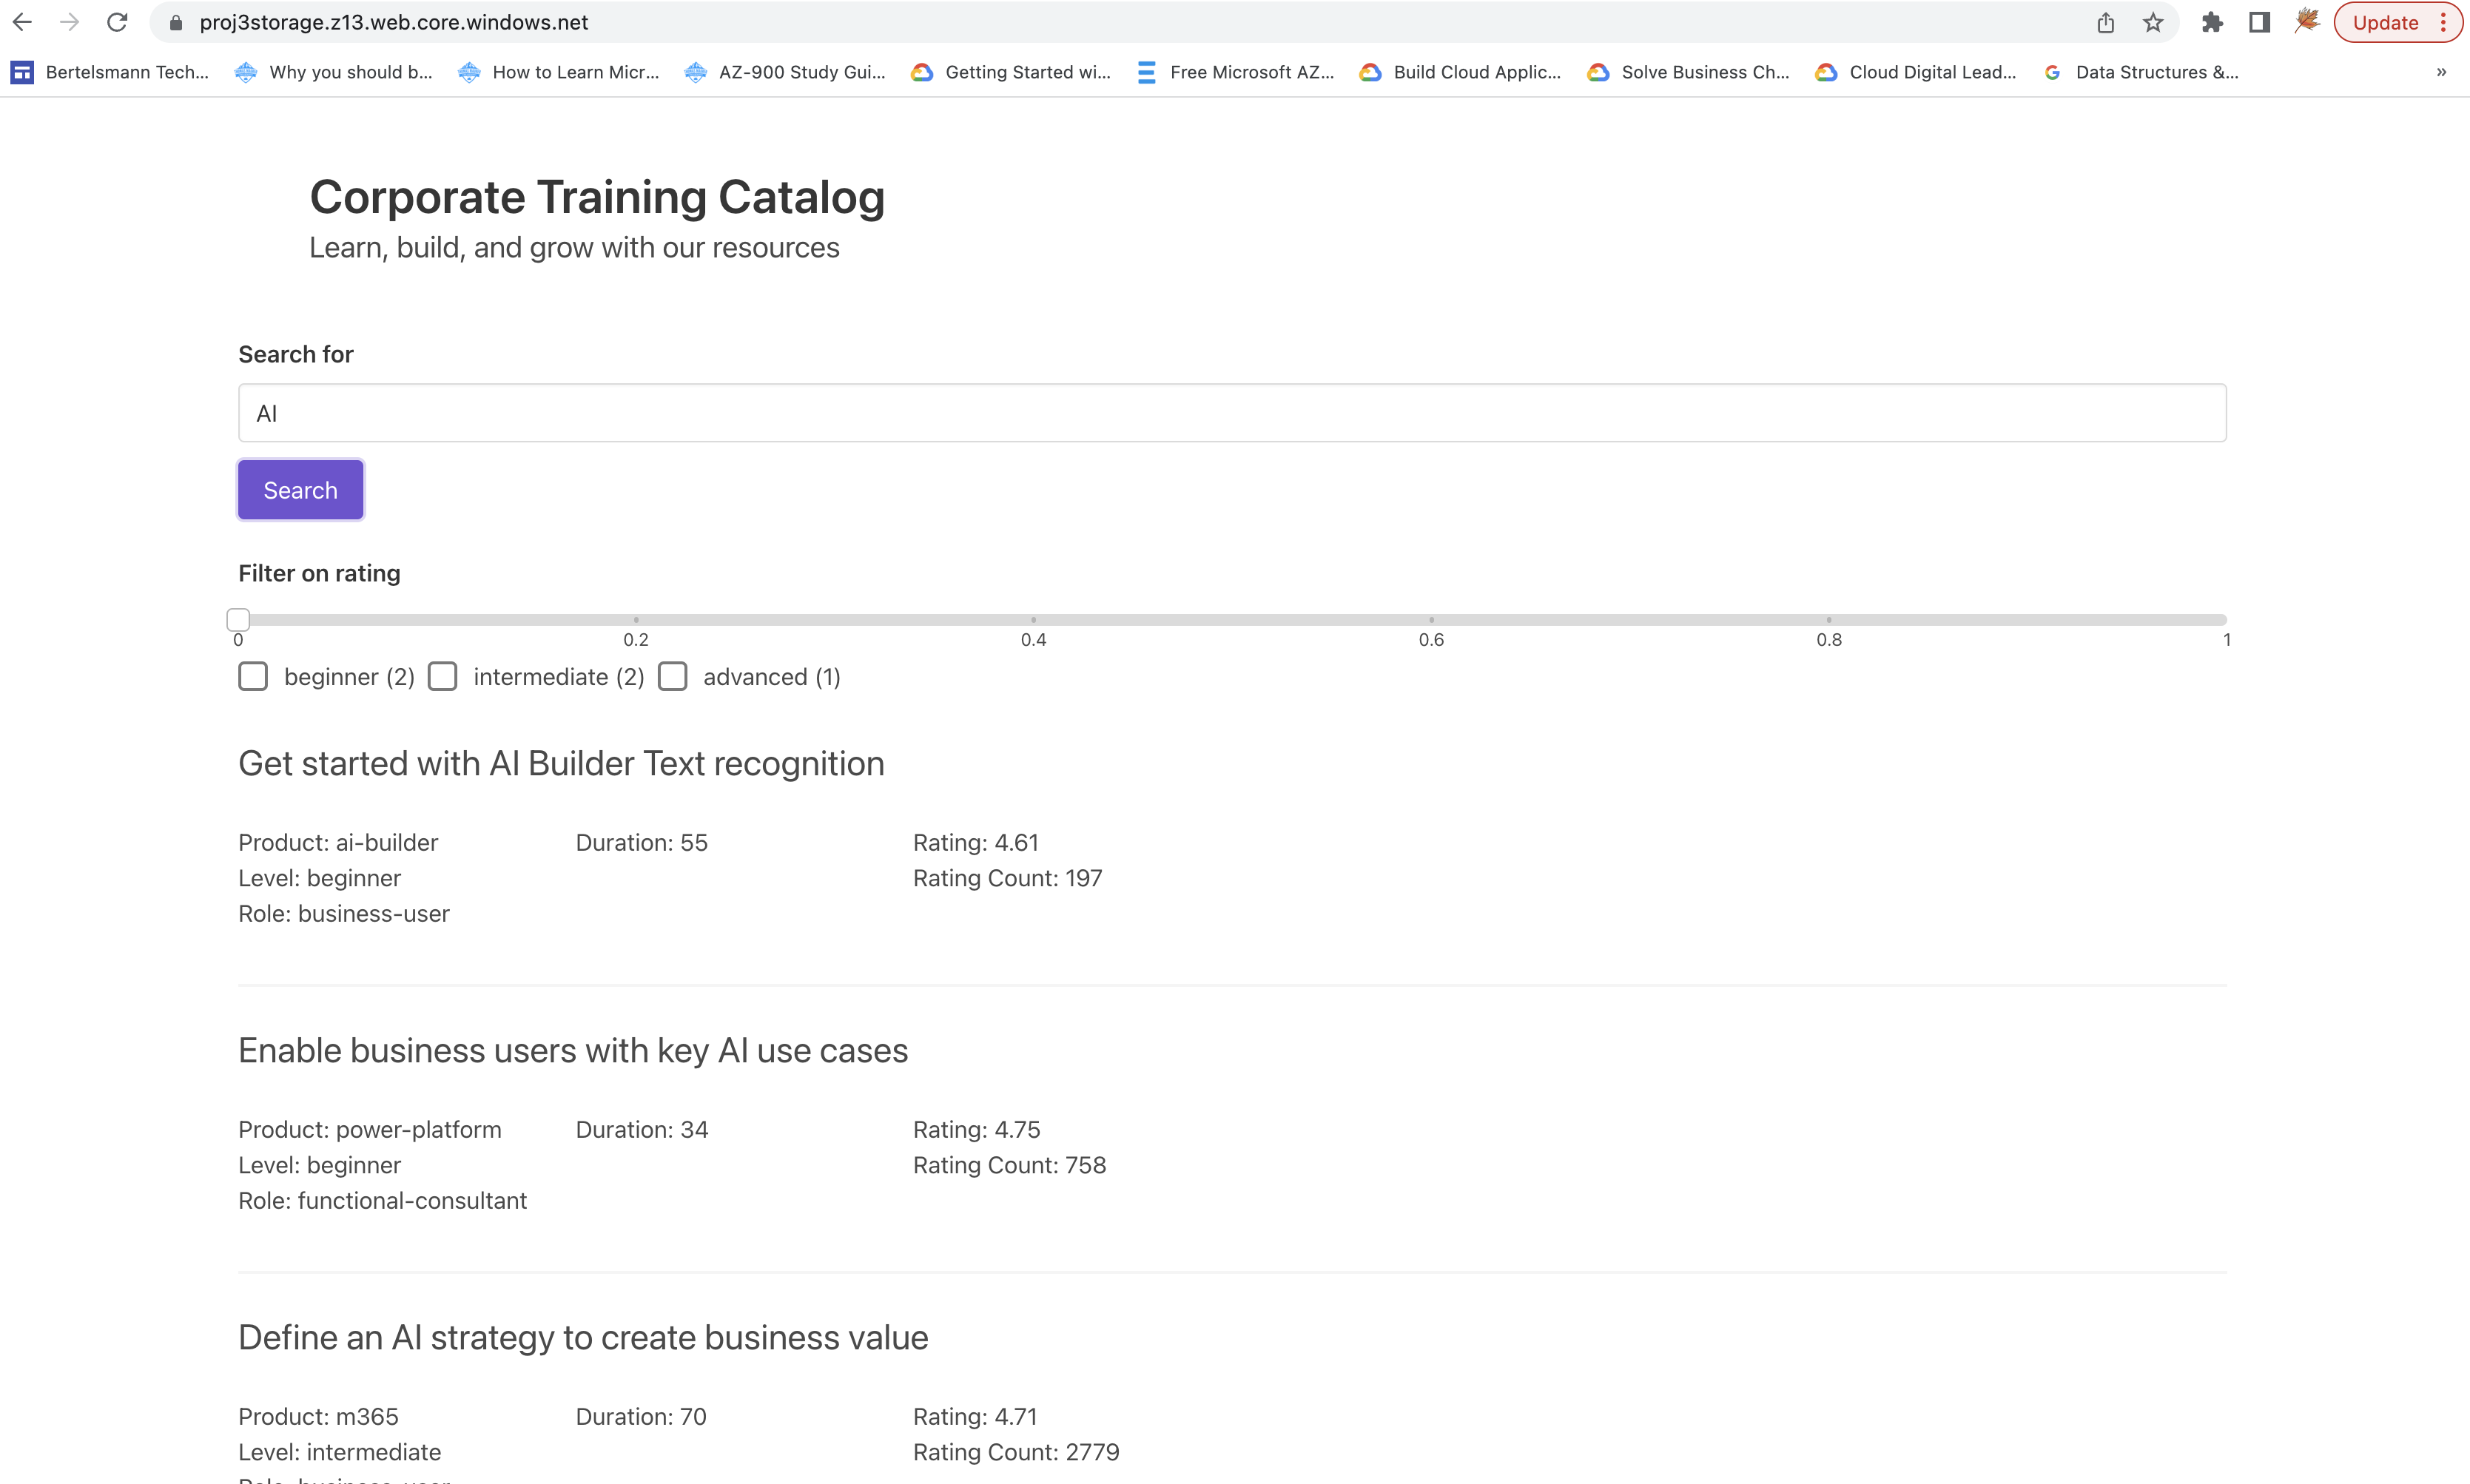 proj3storage.z13.web.core.windows.net
Update
Bertelsmann Tech... Why you should b... How to Learn Micr... AZ-900 Study Gui... Getting Started wi... Free Microsoft AZ... Build Cloud Applic... Solve Business Ch... Cloud Digital Lead... Data Structures &... »
Corporate Training Catalog
Learn, build, and grow with our resources
Search for
AI
Search
Filter on rating
0 0.2 0.4 0.6 0.8 1
beginner (2) intermediate (2) advanced (1)
Get started with AI Builder Text recognition
Product: ai-builder Duration: 55 Rating: 4.61
Level: beginner Rating Count: 197
Role: business-user
Enable business users with key AI use cases
Product: power-platform Duration: 34 Rating: 4.75
Level: beginner Rating Count: 758
Role: functional-consultant
Define an AI strategy to create business value
Product: m365 Duration: 70 Rating: 4.71
Level: intermediate Rating Count: 2779